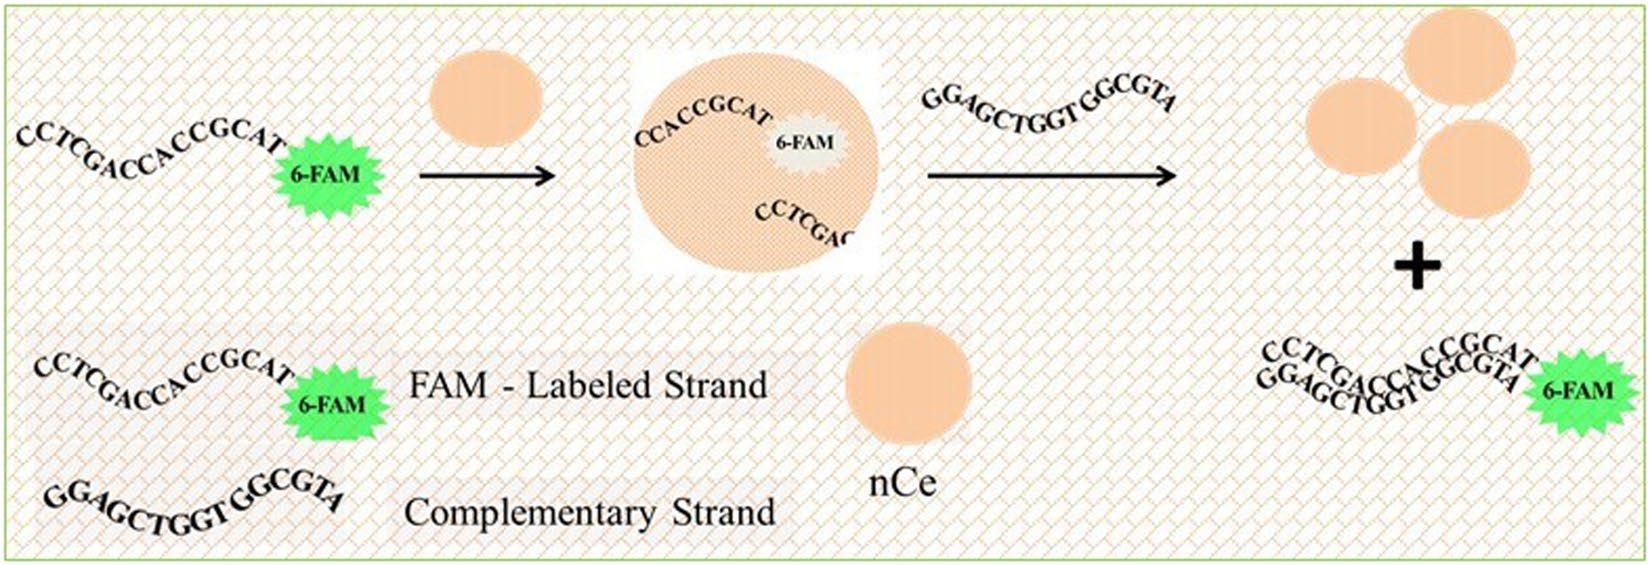 CCTCGACCACCGCAT
6-FAM
CCACCGCAT
6-FAM
CCTCGAC
GGAGCTGGTGGCGTA
CCTCGACCACCGCAT
6-FAM
FAM - Labeled Strand
GGAGCTGGTGGCGTA
Complementary Strand
nCe
+
CCTCGACCACCGCAT
GGAGCTGGTGGCGTA
6-FAM